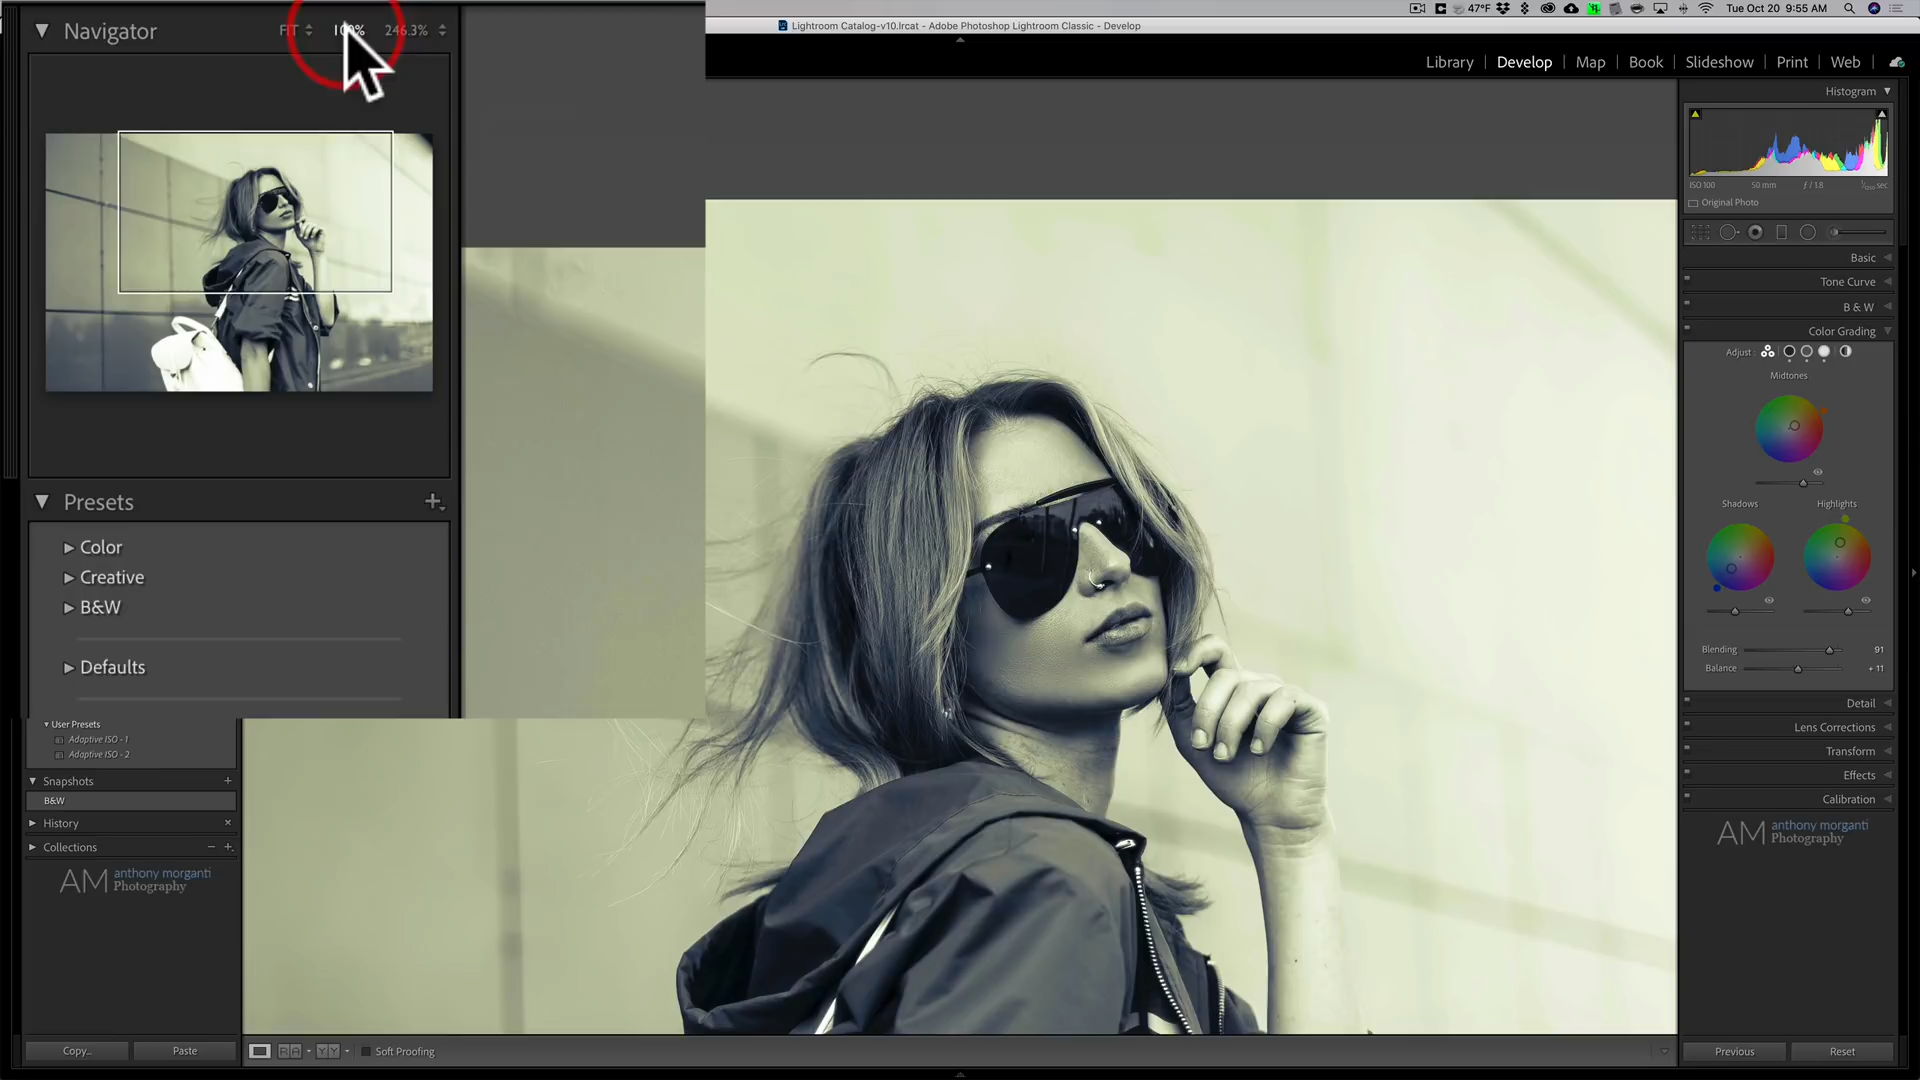 Navigator FIT 100% 246.3%
47°F Tue Oct 20 9:55 AM
Lightroom Catalog-v10.lrcat - Adobe Photoshop Lightroom Classic - Develop
Library Develop Map Book Slideshow Print Web
Histogram
ISO 100 50 mm ƒ / 1.8
Original Photo
Basic
Tone Curve
B & W
Color Grading
Adjust :
Midtones
Shadows Highlights
Blending 91
Balance + 11
Detail
Lens Corrections
Transform
Effects
Calibration
AM anthony morganti
Photography
Presets
Color
Creative
B&W
Defaults
User Presets
Adaptive ISO - 1
Adaptive ISO - 2
Snapshots
B&W
History
Collections
AM anthony morganti
Photography
Copy... Paste
RA YY Soft Proofing
Previous Reset